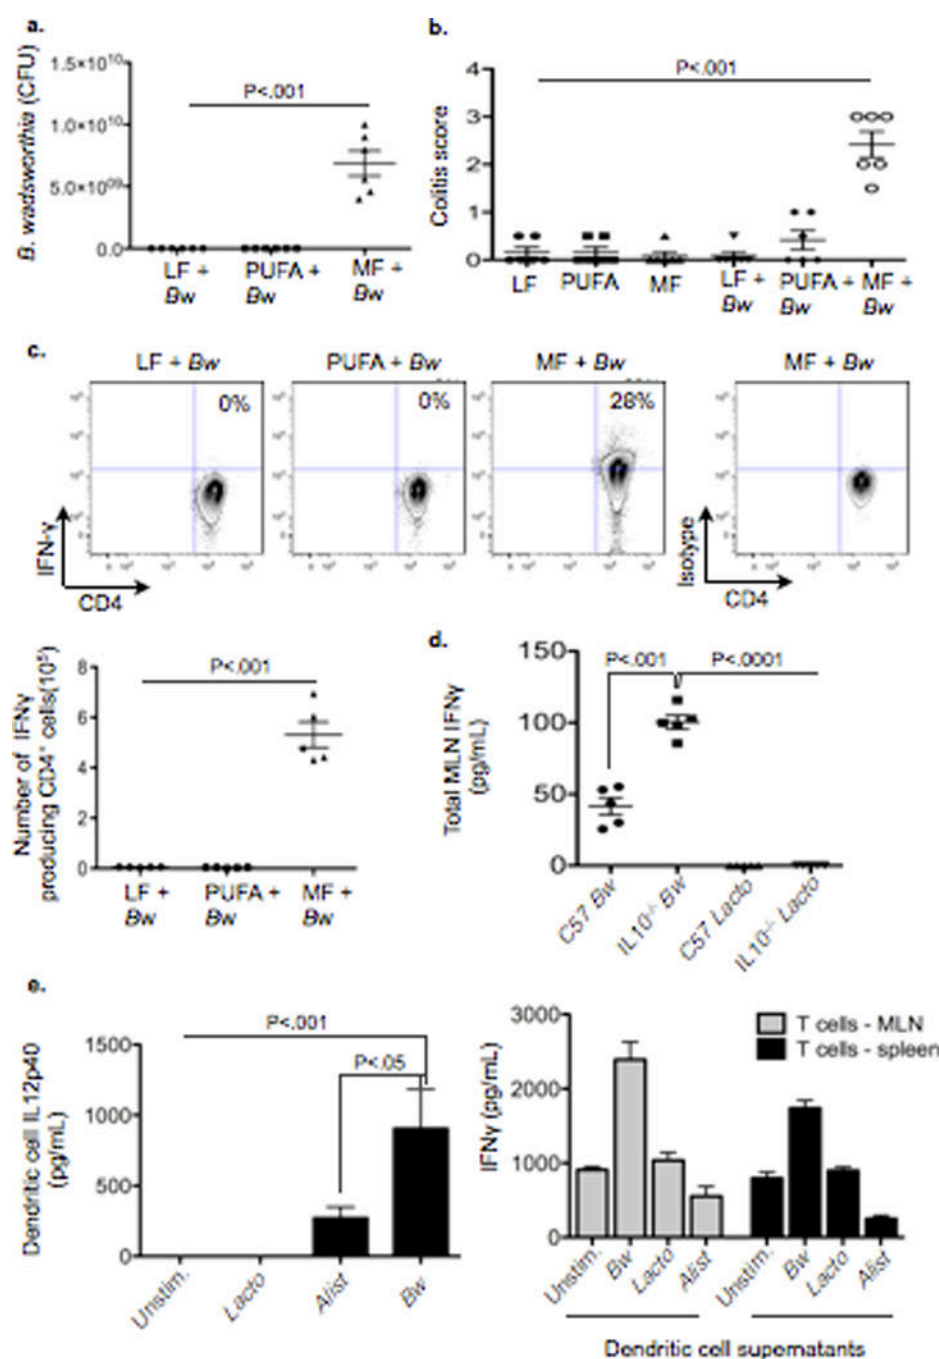 a.
B. wadsworthia (CFU)
1.5×10¹⁰
1.0×10¹⁰
5.0×10⁰⁹
0.0
P<.001
LF + Bw
PUFA + Bw
MF + Bw
b.
Colitis score
4
3
2
1
0
P<.001
LF
PUFA
MF
LF + Bw
PUFA + Bw
MF + Bw
c.
LF + Bw
0%
PUFA + Bw
0%
MF + Bw
28%
MF + Bw
IFN-γ
CD4
Isotype
CD4
Number of IFNγ
producing CD4⁺ cells(10⁵)
8
6
4
2
0
P<.001
LF + Bw
PUFA + Bw
MF + Bw
d.
Total MLN IFNγ
(pg/mL)
150
100
50
0
P<.001
P<.0001
C57 Bw
IL10⁻/⁻ Bw
C57 Lacto
IL10⁻/⁻ Lacto
e.
Dendritic cell IL12p40
(pg/mL)
1500
1000
500
0
P<.001
P<.05
Unstim.
Lacto
Alist
Bw
IFNγ (pg/mL)
3000
2000
1000
0
T cells - MLN
T cells - spleen
Unstim.
Bw
Lacto
Alist
Unstim.
Bw
Lacto
Alist
Dendritic cell supernatants